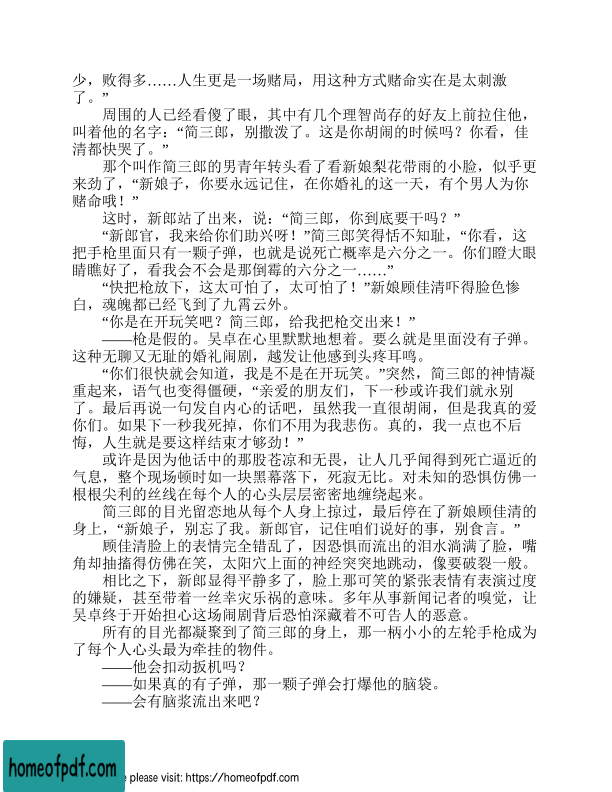 少，败得多……人生更是一场赌局，用这种方式赌命实在是太刺激
了。”
周围的人已经看傻了眼，其中有几个理智尚存的好友上前拉住他，
叫着他的名字：“简三郎，别撒泼了。这是你胡闹的时候吗？你看，佳
清都快哭了。”
那个叫作简三郎的男青年转头看了看新娘梨花带雨的小脸，似乎更
来劲了，“新娘子，你要永远记住，在你婚礼的这一天，有个男人为你
赌命哦！”
这时，新郎站了出来，说：“简三郎，你到底要干吗？”
“新郎官，我来给你们助兴呀！”简三郎笑得恬不知耻，“你看，这
把手枪里面只有一颗子弹，也就是说死亡概率是六分之一。你们瞪大眼
睛瞧好了，看我会不会是那倒霉的六分之一……”
“快把枪放下，这太可怕了，太可怕了！”新娘顾佳清吓得脸色惨
白，魂魄都已经飞到了九霄云外。
“你是在开玩笑吧？简三郎，给我把枪交出来！”
——枪是假的。吴卓在心里默默地想着。要么就是里面没有子弹。
这种无聊又无耻的婚礼闹剧，越发让他感到头疼耳鸣。
“你们很快就会知道，我是不是在开玩笑。”突然，简三郎的神情凝
重起来，语气也变得僵硬，“亲爱的朋友们，下一秒或许我们就永别
了。最后再说一句发自内心的话吧，虽然我一直很胡闹，但是我真的爱
你们。如果下一秒我死掉，你们不用为我悲伤。真的，我一点也不后
悔，人生就是要这样结束才够劲！”
或许是因为他话中的那股苍凉和无畏，让人几乎闻得到死亡逼近的
气息，整个现场顿时如一块黑幕落下，死寂无比。对未知的恐惧仿佛一
根根尖利的丝线在每个人的心头层层密密地缠绕起来。
简三郎的目光留恋地从每个人身上掠过，最后停在了新娘顾佳清的
身上，“新娘子，别忘了我。新郎官，记住咱们说好的事，别食言。”
顾佳清脸上的表情完全错乱了，因恐惧而流出的泪水淌满了脸，嘴
角却抽搐得仿佛在笑，太阳穴上面的神经突突地跳动，像要破裂一般。
相比之下，新郎显得平静多了，脸上那可笑的紧张表情有表演过度
的嫌疑，甚至带着一丝幸灾乐祸的意味。多年从事新闻记者的嗅觉，让
吴卓终于开始担心这场闹剧背后恐怕深藏着不可告人的恶意。
所有的目光都凝聚到了简三郎的身上，那一柄小小的左轮手枪成为
了每个人心头最为牵挂的物件。
——他会扣动扳机吗？
——如果真的有子弹，那一颗子弹会打爆他的脑袋。
——会有脑浆流出来吧？
homeofpdf.com
please visit: https://homeofpdf.com